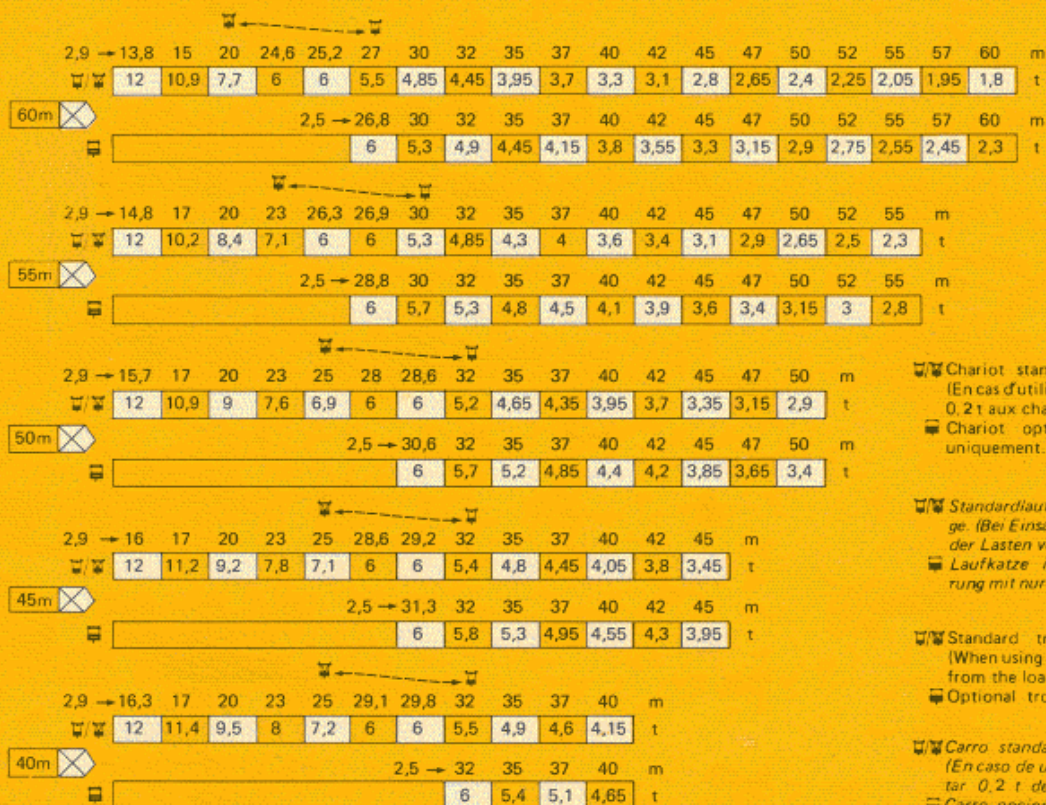 2,9 → 13,8 15 20 24,6 25,2 27 30 32 35 37 40 42 45 47 50 52 55 57 60 m
12 10,9 7,7 6 6 5,5 4,85 4,45 3,95 3,7 3,3 3,1 2,8 2,65 2,4 2,25 2,05 1,95 1,8 t
60m
2,5 → 26,8 30 32 35 37 40 42 45 47 50 52 55 57 60 m
6 5,3 4,9 4,45 4,15 3,8 3,55 3,3 3,15 2,9 2,75 2,55 2,45 2,3 t
2,9 → 14,8 17 20 23 26,3 26,9 30 32 35 37 40 42 45 47 50 52 55 m
12 10,2 8,4 7,1 6 6 5,3 4,85 4,3 4 3,6 3,4 3,1 2,9 2,65 2,5 2,3 t
55m
2,5 → 28,8 30 32 35 37 40 42 45 47 50 52 55 m
6 5,7 5,3 4,8 4,5 4,1 3,9 3,6 3,4 3,15 3 2,8 t
2,9 → 15,7 17 20 23 25 28 28,6 32 35 37 40 42 45 47 50 m
12 10,9 9 7,6 6,9 6 6 5,2 4,65 4,35 3,95 3,7 3,35 3,15 2,9 t
50m
2,5 → 30,6 32 35 37 40 42 45 47 50 m
6 5,7 5,2 4,85 4,4 4,2 3,85 3,65 3,4 t
2,9 → 16 17 20 23 25 28,6 29,2 32 35 37 40 42 45 m
12 11,2 9,2 7,8 7,1 6 6 5,4 4,8 4,45 4,05 3,8 3,45 t
45m
2,5 → 31,3 32 35 37 40 42 45 m
6 5,8 5,3 4,95 4,55 4,3 3,95 t
2,9 → 16,3 17 20 23 25 29,1 29,8 32 35 37 40 m
12 11,4 9,5 8 7,2 6 6 5,5 4,9 4,6 4,15 t
40m
2,5 → 32 35 37 40 m
6 5,4 5,1 4,65 t
Chariot stan
(En cas d'utili
0,2 t aux cha
Chariot opt
uniquement.
Standardlau
ge. (Bei Einsä
der Lasten v
Laufkatze
rung mit nur
Standard tr
(When using
from the loa
Optional tro
Carro standa
(En caso de u
tar 0,2 t de